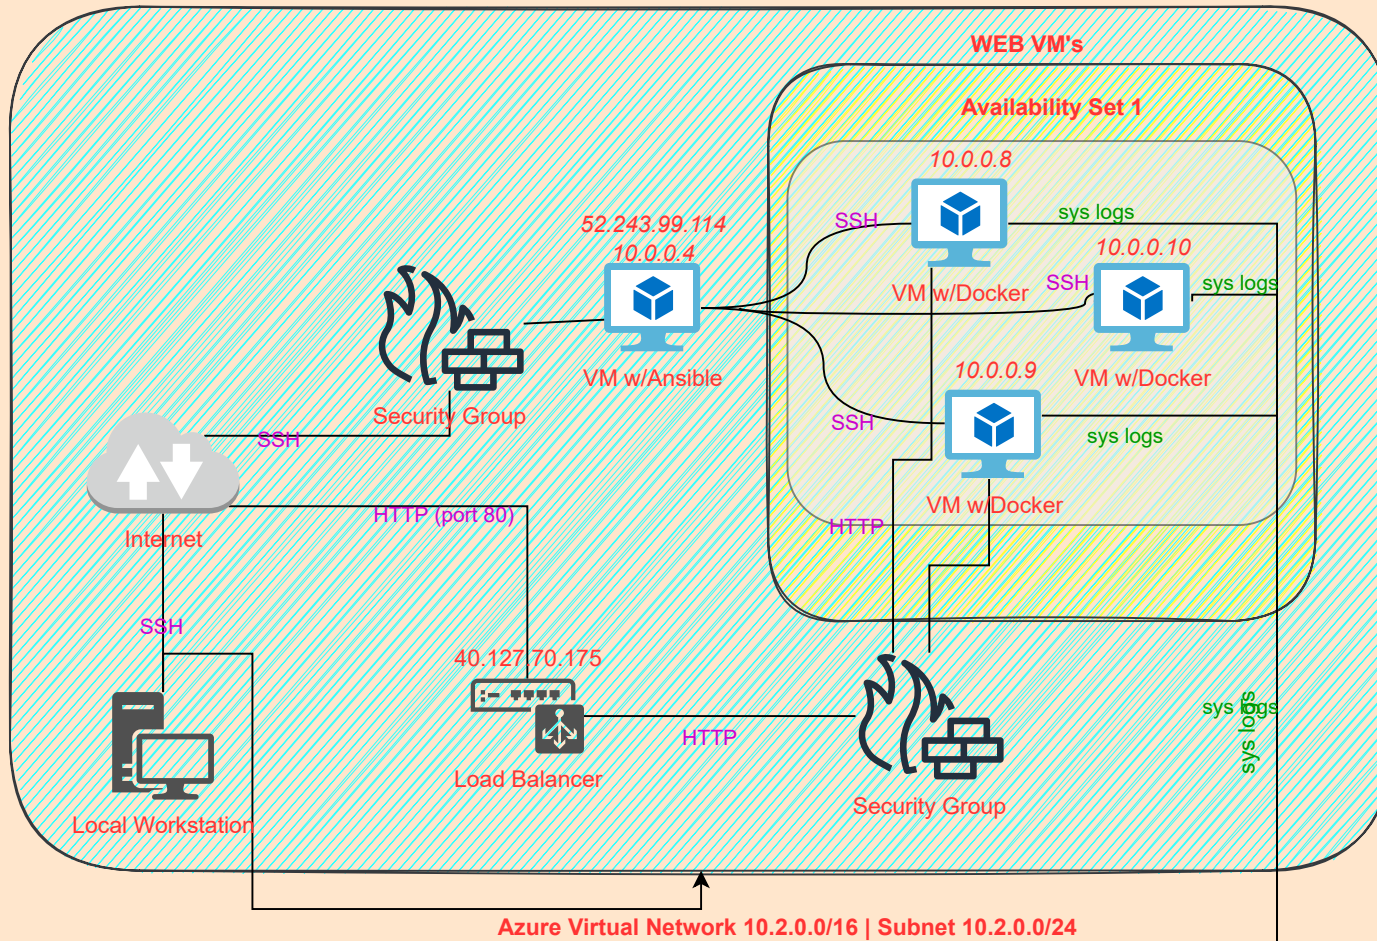 WEB VM's
Availability Set 1
10.0.0.8
SSH
sys logs
52.243.99.114
10.0.0.4
10.0.0.10
SSH
sys logs
VM w/Docker
VM w/Ansible
10.0.0.9
VM w/Docker
Security Group
SSH
SSH
sys logs
HTTP (port 80)
VM w/Docker
HTTP
Internet
SSH
40.127.70.175
sys logs
sys logs
HTTP
Load Balancer
Security Group
Local Workstation
Azure Virtual Network 10.2.0.0/16 | Subnet 10.2.0.0/24